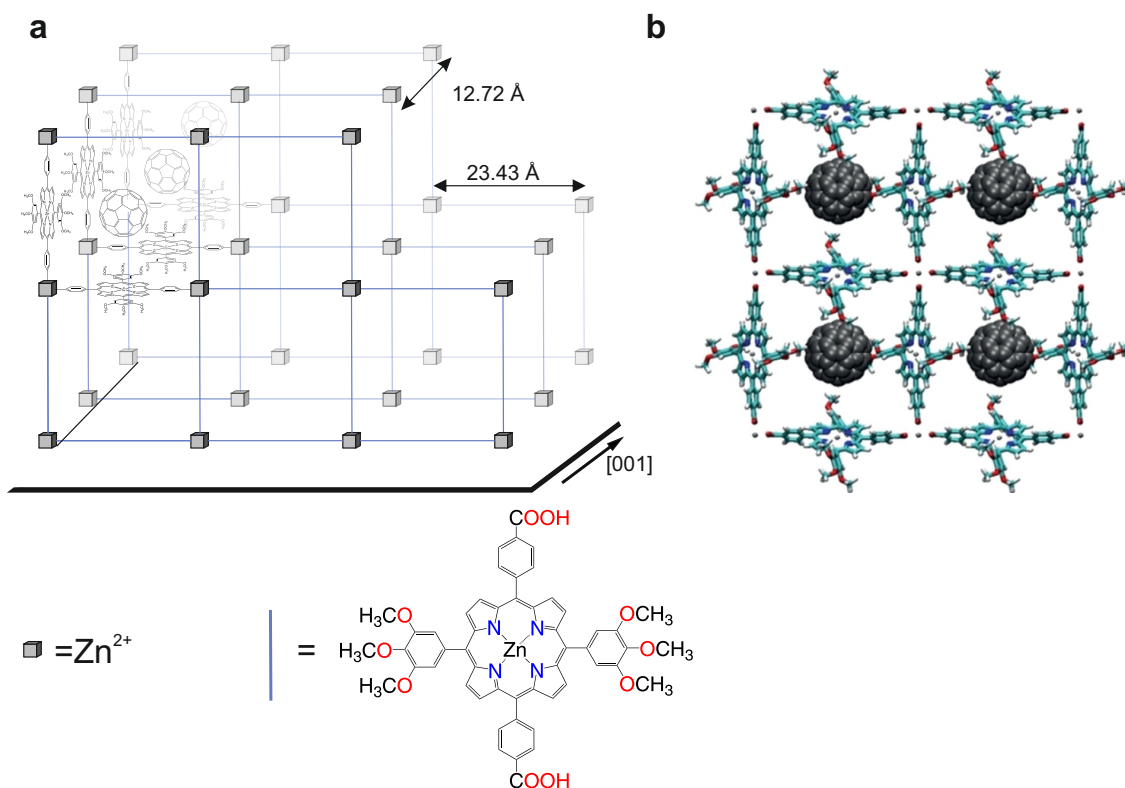 a
b
12.72 Å
23.43 Å
[001]
COOH
H3CO
OCH3
H3CO
N
N
Zn
OCH3
N
N
H3CO
OCH3
COOH
=Zn2+
=